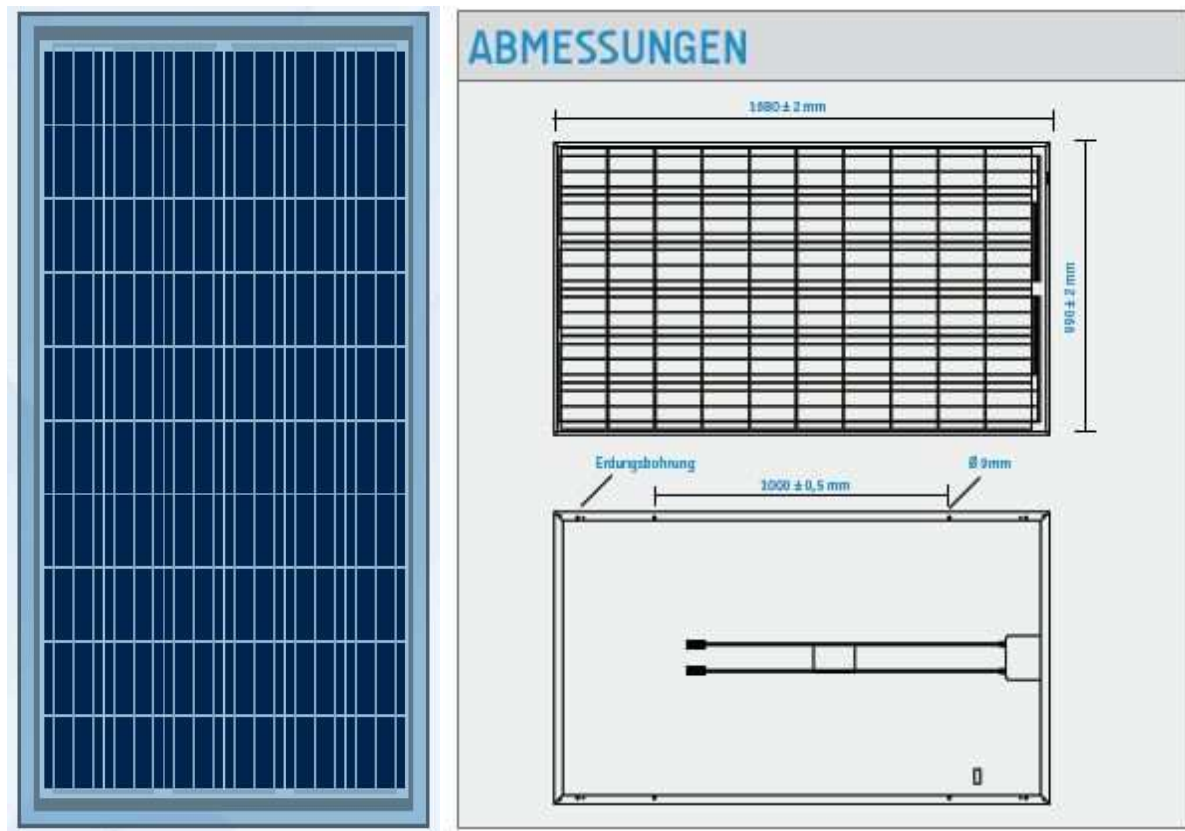 ABMESSUNGEN
1680 ± 2 mm
990 ± 2 mm
Erdungsbohrung
Ø 9mm
1000 ± 0,5 mm